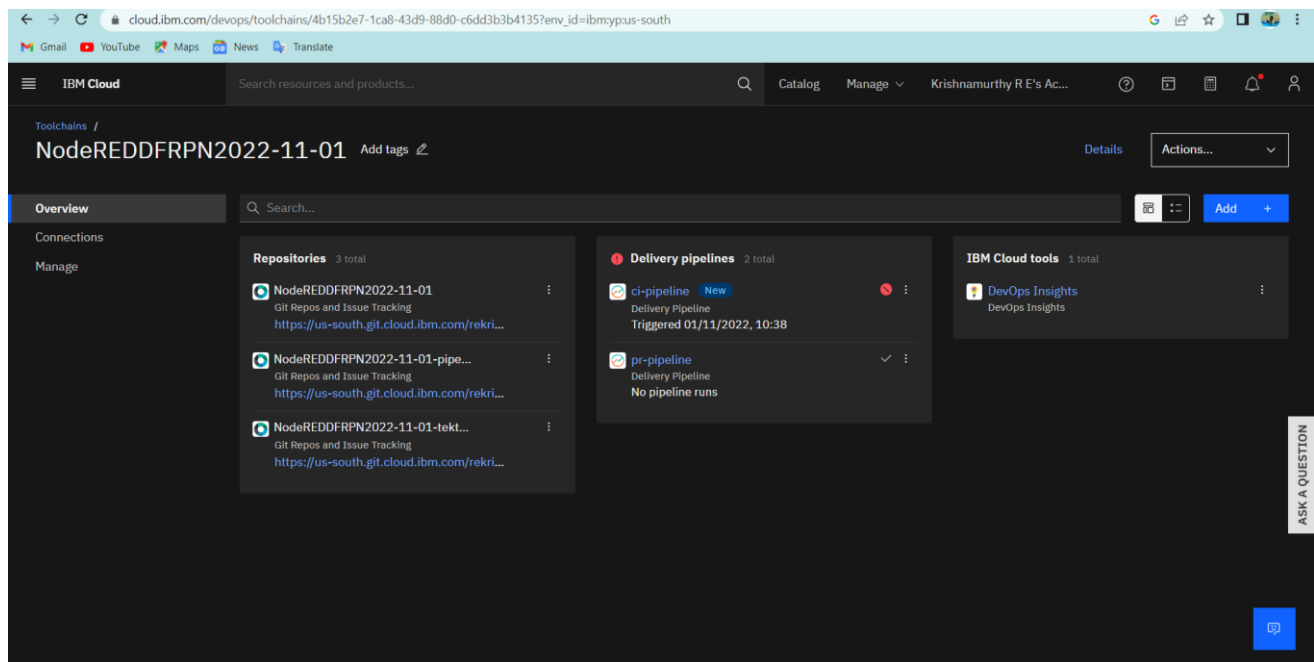 cloud.ibm.com/devops/toolchains/4b15b2e7-1ca8-43d9-88d0-c6dd3b3b4135?env_id=ibm:yp:us-south
Gmail YouTube Maps News Translate
IBM Cloud Search resources and products... Catalog Manage Krishnamurthy R E's Ac...
Toolchains /
NodeREDDFRPN2022-11-01 Add tags Details Actions...
Overview
Connections
Manage
Search...
Add +
Repositories 3 total
NodeREDDFRPN2022-11-01
Git Repos and Issue Tracking
https://us-south.git.cloud.ibm.com/rekri...
NodeREDDFRPN2022-11-01-pipe...
Git Repos and Issue Tracking
https://us-south.git.cloud.ibm.com/rekri...
NodeREDDFRPN2022-11-01-tekt...
Git Repos and Issue Tracking
https://us-south.git.cloud.ibm.com/rekri...
Delivery pipelines 2 total
ci-pipeline New
Delivery Pipeline
Triggered 01/11/2022, 10:38
pr-pipeline
Delivery Pipeline
No pipeline runs
IBM Cloud tools 1 total
DevOps Insights
DevOps Insights
ASK A QUESTION